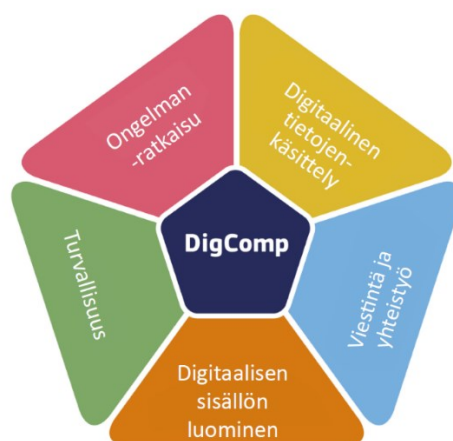 Ongelman
-ratkaisu
Digitaalinen
tietojen-
käsittely
DigComp
Turvallisuus
Viestintä ja
yhteistyö
Digitaalisen
sisällön
luominen